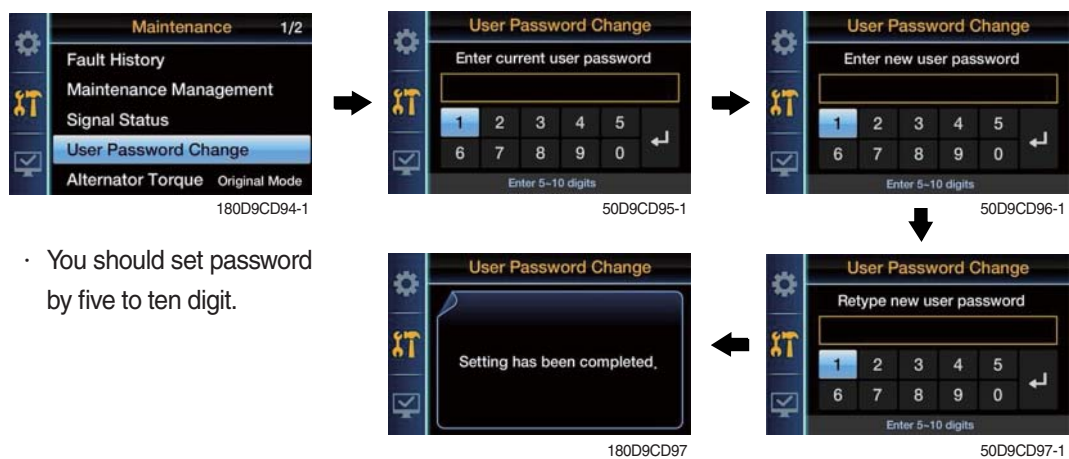 Maintenance 1/2
Fault History
Maintenance Management
Signal Status
User Password Change
Alternator Torque Original Mode
180D9CD94-1
User Password Change
Enter current user password
1 2 3 4 5
6 7 8 9 0
Enter 5~10 digits
50D9CD95-1
User Password Change
Enter new user password
1 2 3 4 5
6 7 8 9 0
Enter 5~10 digits
50D9CD96-1
· You should set password
by five to ten digit.
User Password Change
Retype new user password
1 2 3 4 5
6 7 8 9 0
Enter 5~10 digits
50D9CD97-1
User Password Change
Setting has been completed.
180D9CD97